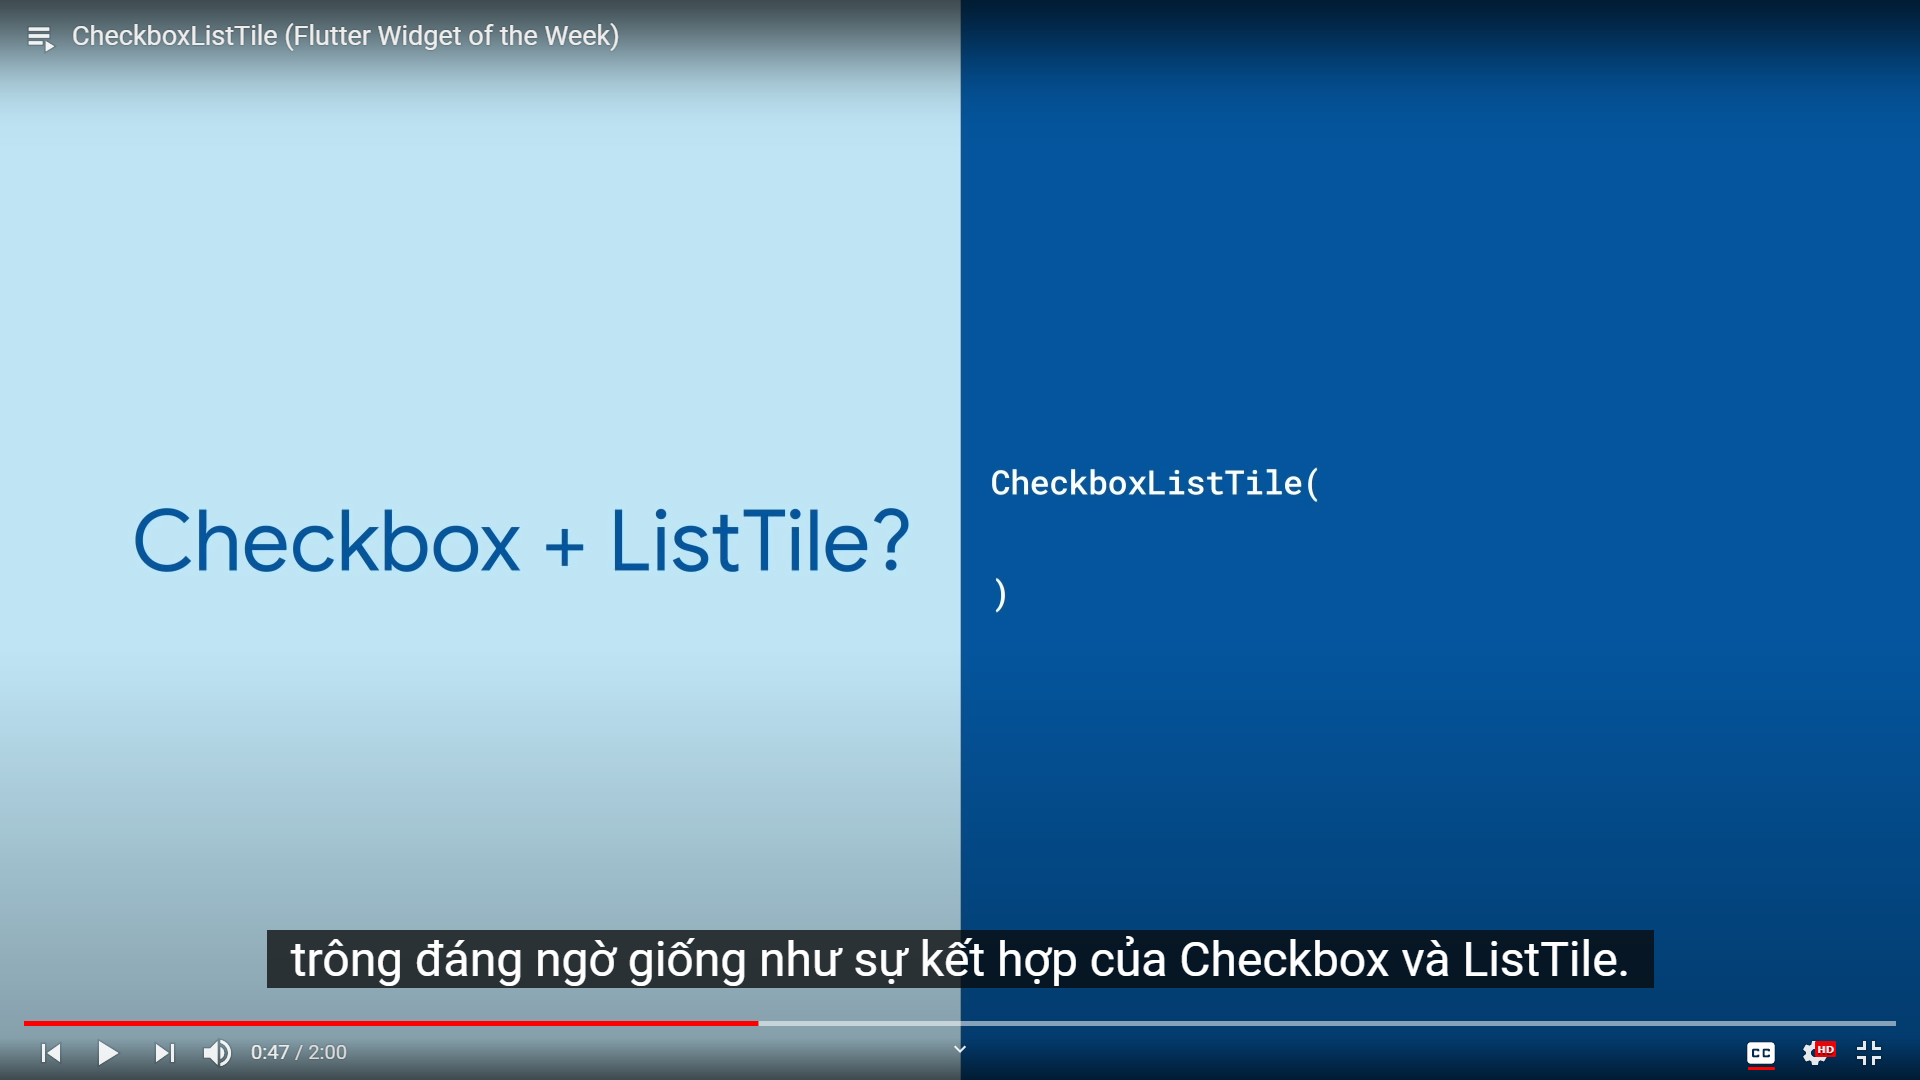 CheckboxListTile (Flutter Widget of the Week)
Checkbox + ListTile?
CheckboxListTile(
)
trông đáng ngờ giống như sự kết hợp của Checkbox và ListTile.
0:47 / 2:00
CC
HD